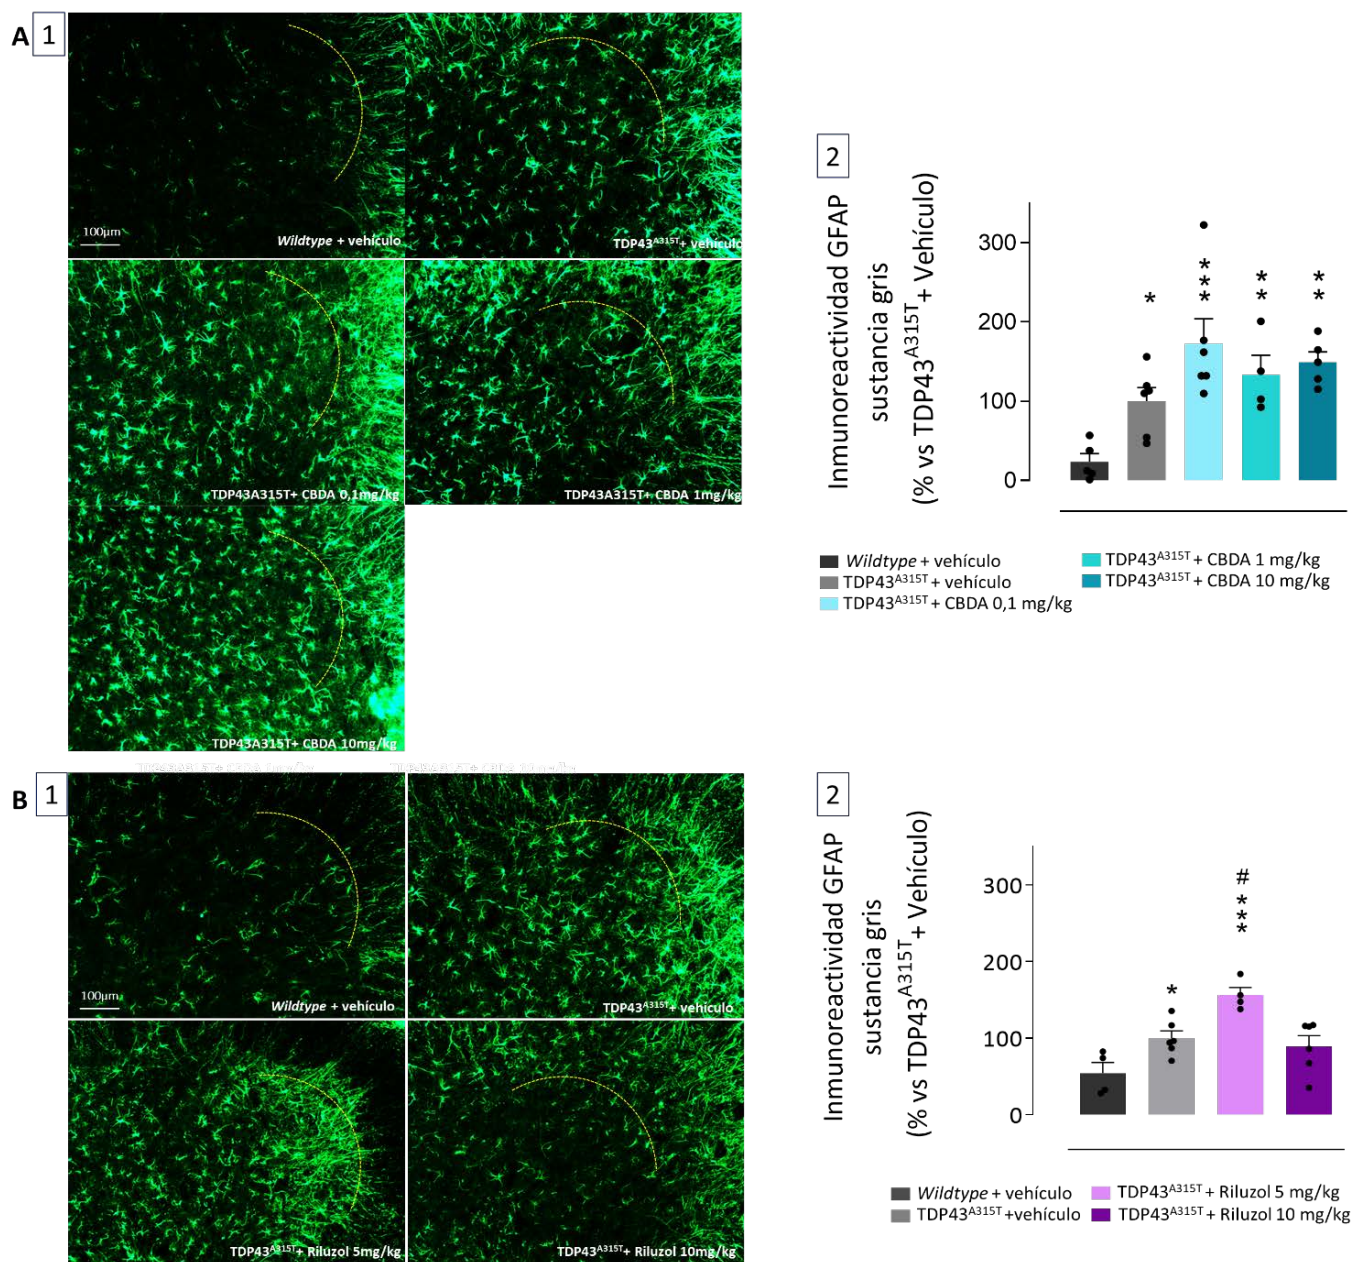 A 1
Wildtype + vehículo
100µm
TDP43A315T+ vehículo
TDP43A315T+ CBDA 0,1mg/kg
TDP43A315T+ CBDA 1mg/kg
TDP43A315T+ CBDA 10mg/kg
2
Inmunoreactividad GFAP
sustancia gris
(% vs TDP43A315T+ Vehículo)
300
200
100
0
*
***
**
**
Wildtype + vehículo
TDP43A315T + vehículo
TDP43A315T + CBDA 0,1 mg/kg
TDP43A315T + CBDA 1 mg/kg
TDP43A315T + CBDA 10 mg/kg
B 1
Wildtype + vehículo
100µm
TDP43A315T+ vehículo
TDP43A315T+ Riluzol 5mg/kg
TDP43A315T+ Riluzol 10mg/kg
2
Inmunoreactividad GFAP
sustancia gris
(% vs TDP43A315T+ Vehículo)
300
200
100
0
*
#
***
Wildtype + vehículo
TDP43A315T +vehículo
TDP43A315T + Riluzol 5 mg/kg
TDP43A315T + Riluzol 10 mg/kg